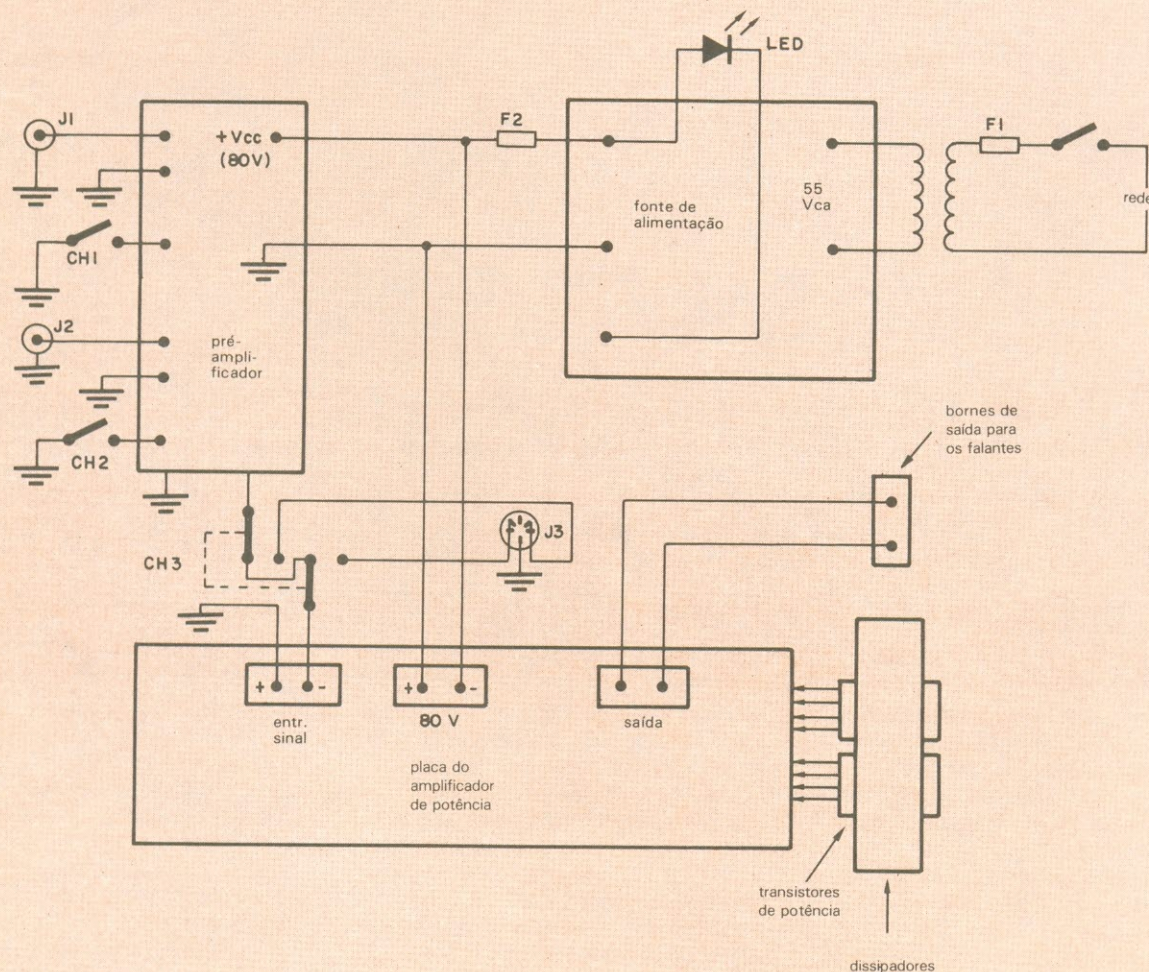 LED
J1
+Vcc
(80V)
F2
F1
55
Vca
rede
fonte de
alimentação
CH1
J2
pré-
ampli-
ficador
CH2
bornes de
saída para
os falantes
J3
CH3
+ -
entr.
sinal
+ -
80 V
saída
placa do
amplificador
de potência
transistores
de potência
dissipadores